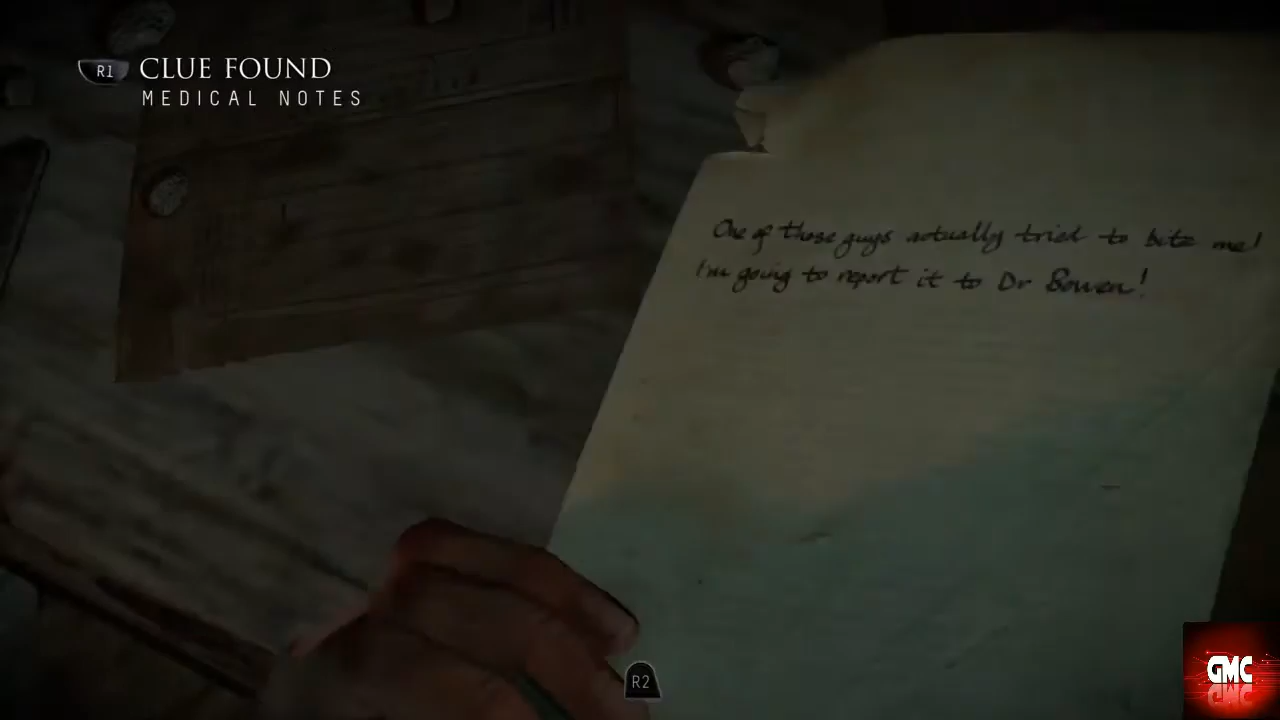 R1 CLUE FOUND
MEDICAL NOTES
One of those guys actually tried to bite me!
I'm going to report it to Dr Bowen!
R2
GMC